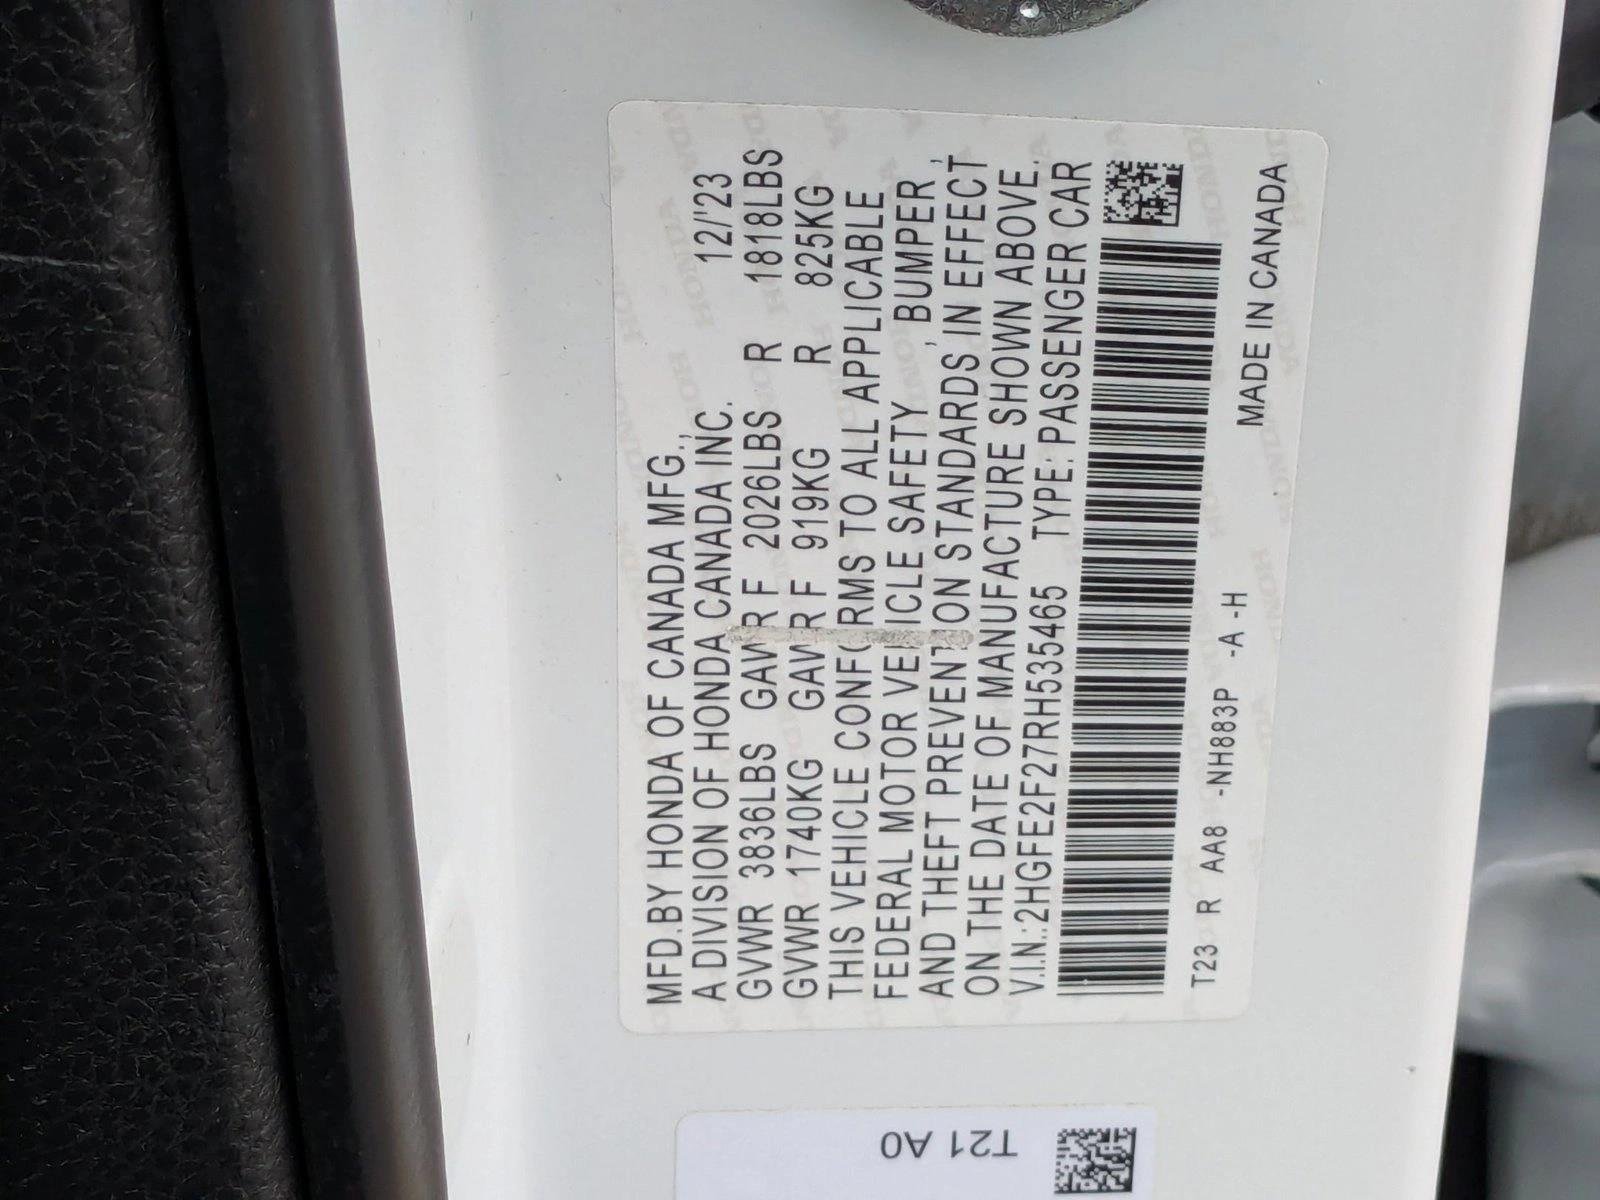 MFD.BY HONDA OF CANADA MFG.,
A DIVISION OF HONDA CANADA INC. 12/'23
GVWR 3836LBS GAWR F 2026LBS R 1818LBS
GVWR 1740KG GAWR F 919KG R 825KG
THIS VEHICLE CONFORMS TO ALL APPLICABLE
FEDERAL MOTOR VEHICLE SAFETY , BUMPER ,
AND THEFT PREVENTION STANDARDS IN EFFECT
ON THE DATE OF MANUFACTURE SHOWN ABOVE.
V.I.N.:2HGFE2F27RH535465 TYPE:PASSENGER CAR
T23 R AA8 -NH883P -A -H MADE IN CANADA
T21 A0